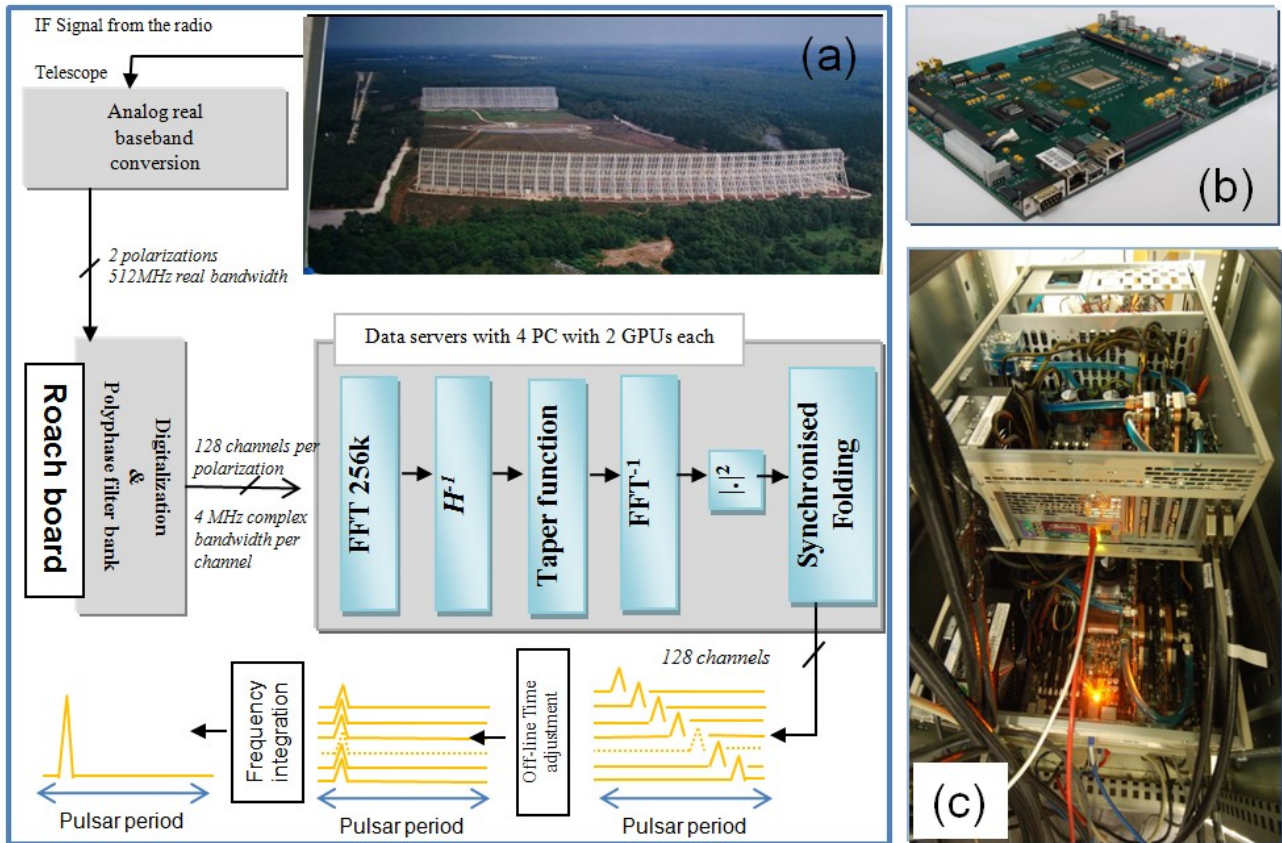 IF Signal from the radio
Telescope
Analog real
baseband
conversion
(a)
2 polarizations
512MHz real bandwidth
Roach board
Digitalization
&
Polyphase filter bank
128 channels per
polarization
4 MHz complex
bandwidth per
channel
Data servers with 4 PC with 2 GPUs each
FFT 256k
H⁻¹
Taper function
FFT⁻¹
|.|²
Synchronised
Folding
128 channels
Off-line Time
adjustment
Frequency
integration
Pulsar period
Pulsar period
Pulsar period
(b)
(c)